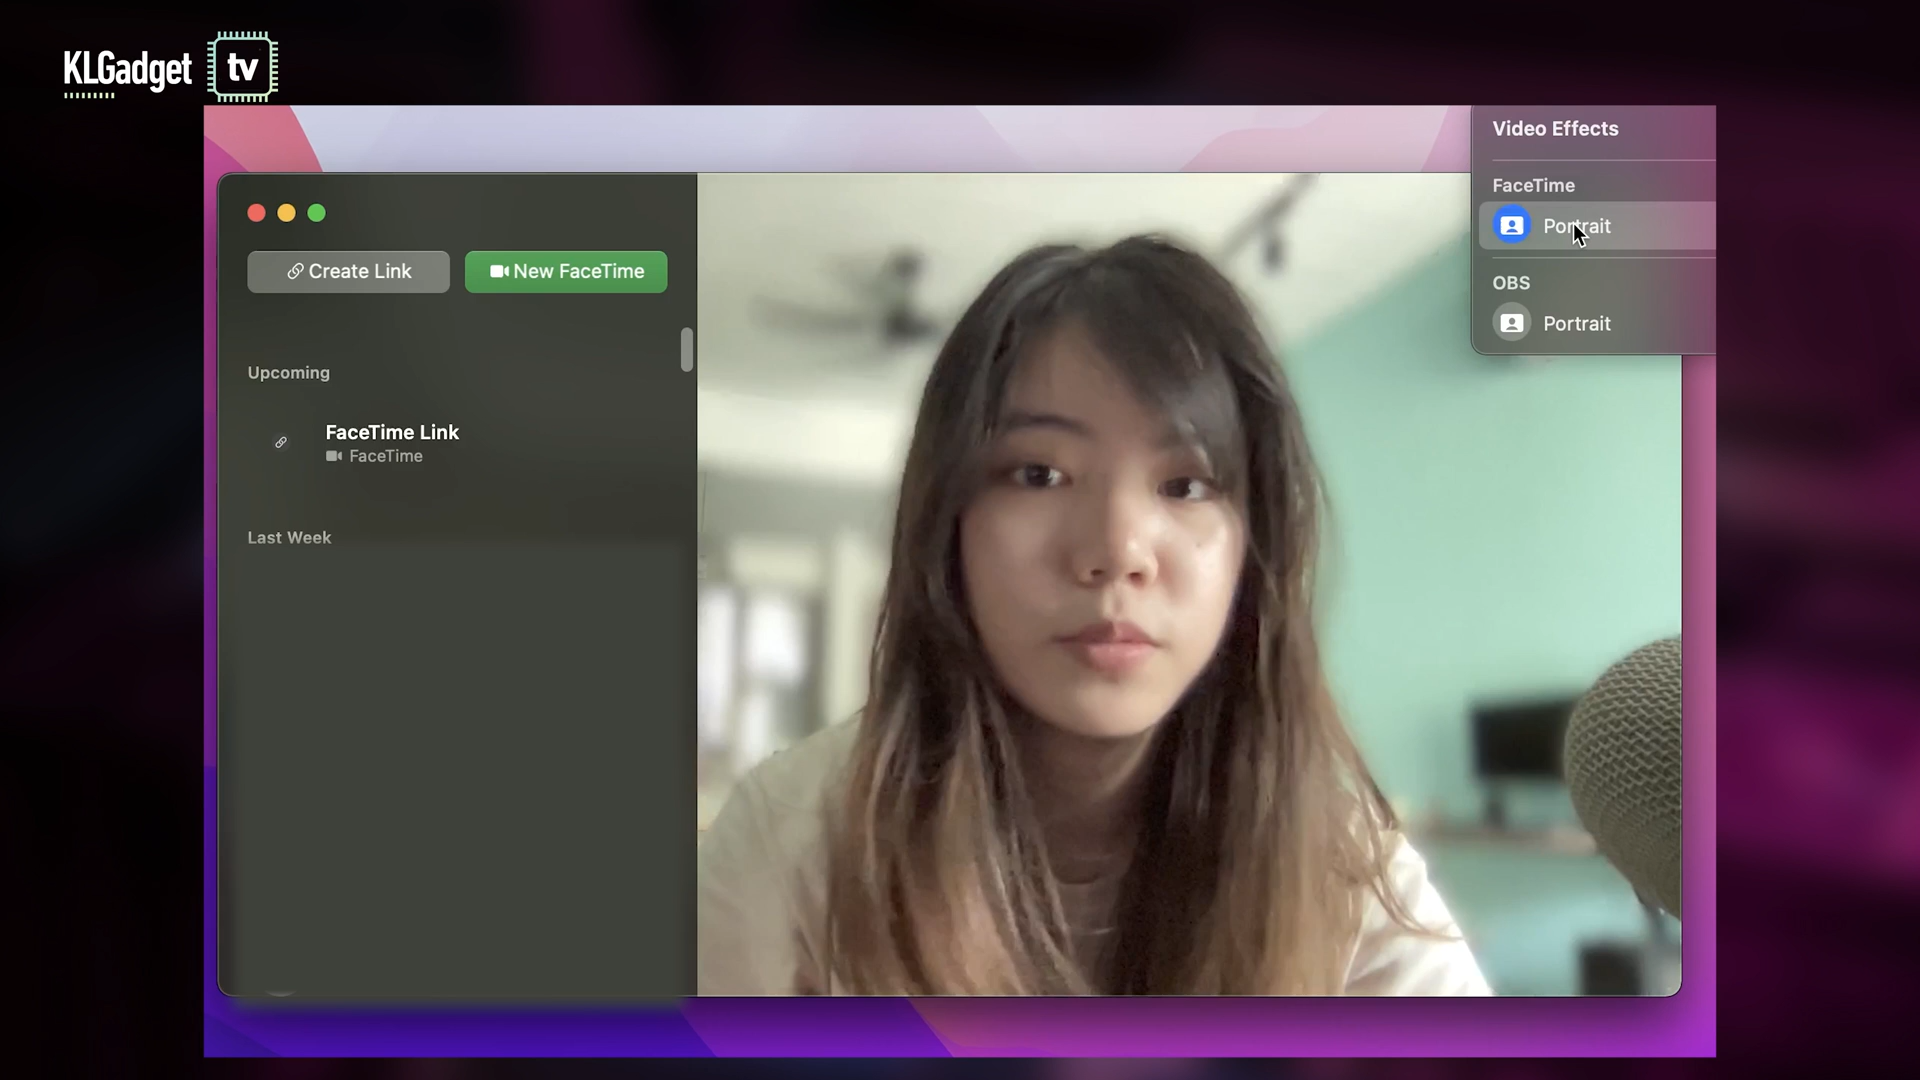 KLGadget tv
Video Effects
FaceTime
Portrait
OBS
Portrait
Create Link
New FaceTime
Upcoming
FaceTime Link
FaceTime
Last Week